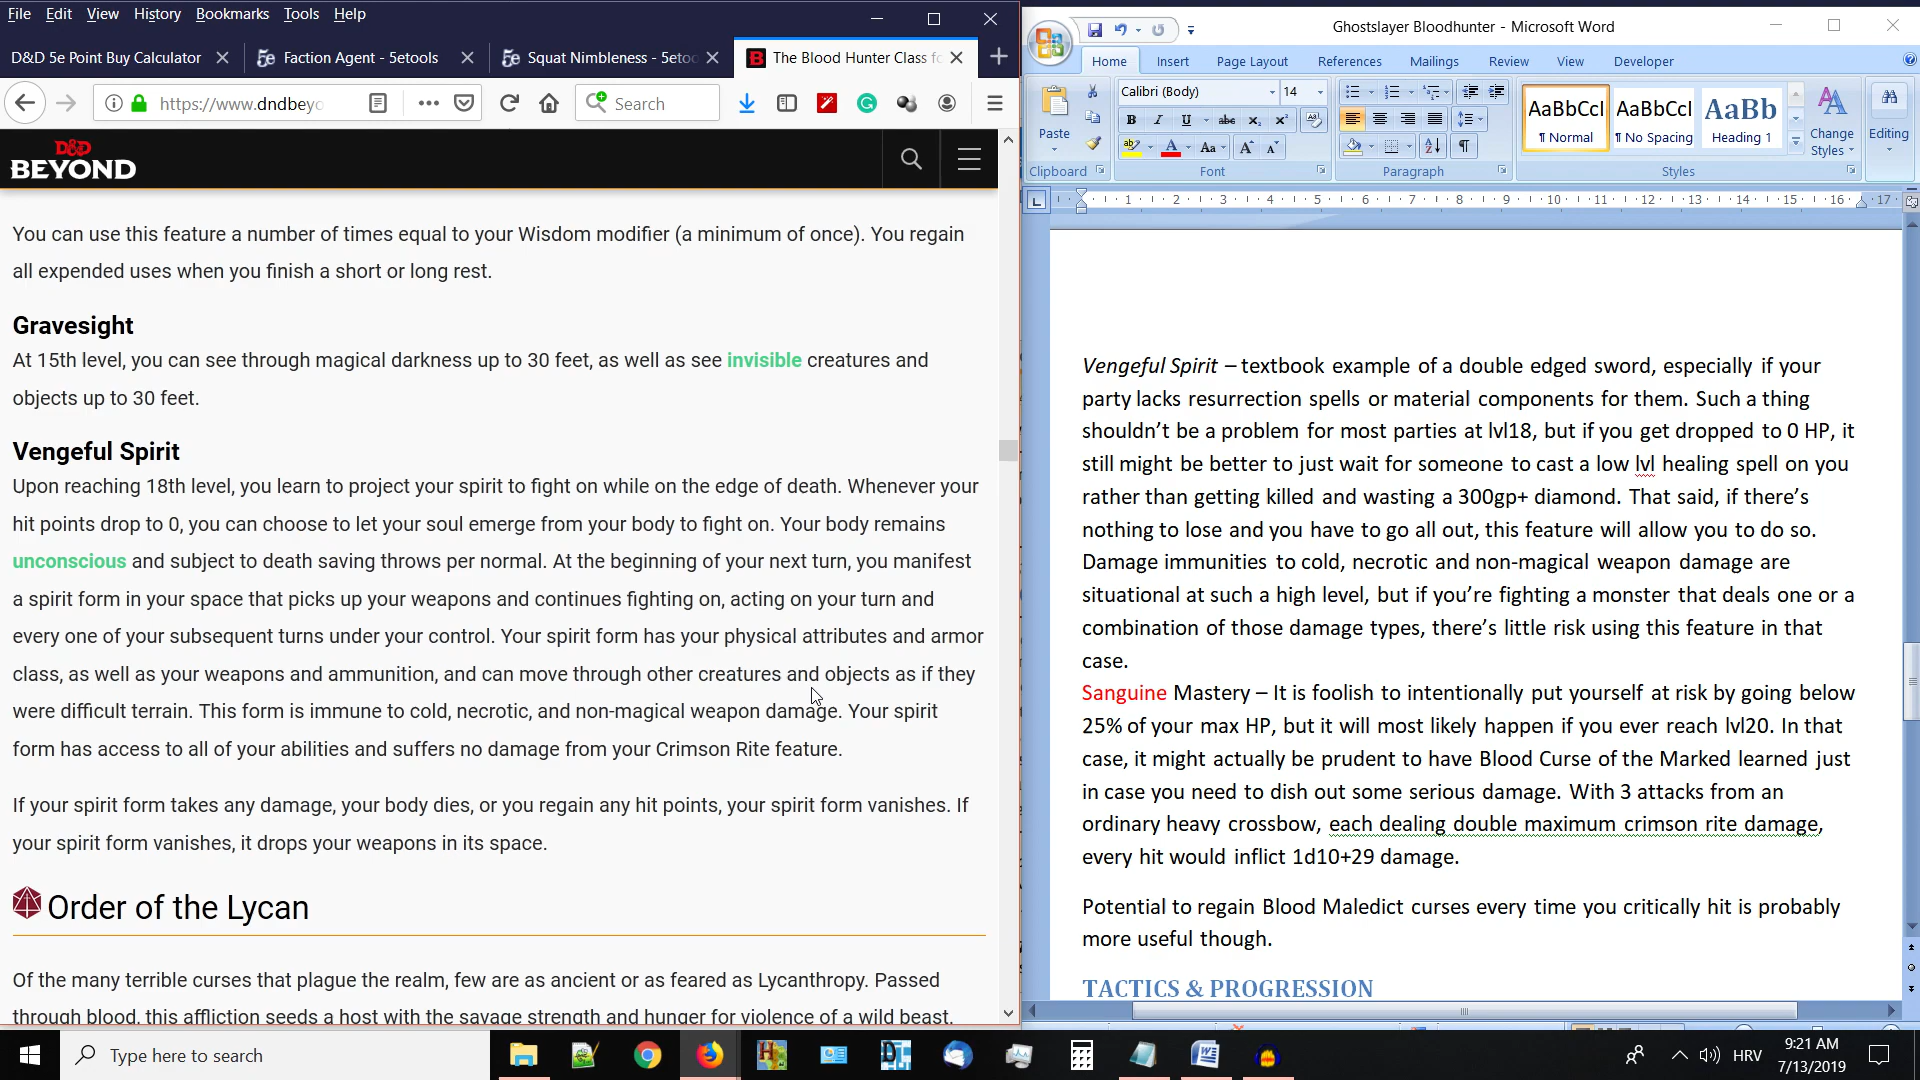 File Edit View History Bookmarks Tools Help
D&D 5e Point Buy Calculator
Faction Agent - 5etools
Squat Nimbleness - 5etoo
The Blood Hunter Class fo
https://www.dndbeyo
Search
D&D
BEYOND
You can use this feature a number of times equal to your Wisdom modifier (a minimum of once). You regain
all expended uses when you finish a short or long rest.
Gravesight
At 15th level, you can see through magical darkness up to 30 feet, as well as see invisible creatures and
objects up to 30 feet.
Vengeful Spirit
Upon reaching 18th level, you learn to project your spirit to fight on while on the edge of death. Whenever your
hit points drop to 0, you can choose to let your soul emerge from your body to fight on. Your body remains
unconscious and subject to death saving throws per normal. At the beginning of your next turn, you manifest
a spirit form in your space that picks up your weapons and continues fighting on, acting on your turn and
every one of your subsequent turns under your control. Your spirit form has your physical attributes and armor
class, as well as your weapons and ammunition, and can move through other creatures and objects as if they
were difficult terrain. This form is immune to cold, necrotic, and non-magical weapon damage. Your spirit
form has access to all of your abilities and suffers no damage from your Crimson Rite feature.
If your spirit form takes any damage, your body dies, or you regain any hit points, your spirit form vanishes. If
your spirit form vanishes, it drops your weapons in its space.
Order of the Lycan
Of the many terrible curses that plague the realm, few are as ancient or as feared as Lycanthropy. Passed
through blood, this affliction seeds a host with the savage strength and hunger for violence of a wild beast.
Ghostslayer Bloodhunter - Microsoft Word
Home Insert Page Layout References Mailings Review View Developer
Calibri (Body) 14
Paste
Clipboard
Font
Paragraph
AaBbCcI AaBbCcI AaBb
¶ Normal ¶ No Spacing Heading 1
Change
Styles
Styles
Editing
1 2 3 4 5 6 7 8 9 10 11 12 13 14 15 16 17
Vengeful Spirit – textbook example of a double edged sword, especially if your
party lacks resurrection spells or material components for them. Such a thing
shouldn’t be a problem for most parties at lvl18, but if you get dropped to 0 HP, it
still might be better to just wait for someone to cast a low lvl healing spell on you
rather than getting killed and wasting a 300gp+ diamond. That said, if there’s
nothing to lose and you have to go all out, this feature will allow you to do so.
Damage immunities to cold, necrotic and non-magical weapon damage are
situational at such a high level, but if you’re fighting a monster that deals one or a
combination of those damage types, there’s little risk using this feature in that
case.
Sanguine Mastery – It is foolish to intentionally put yourself at risk by going below
25% of your max HP, but it will most likely happen if you ever reach lvl20. In that
case, it might actually be prudent to have Blood Curse of the Marked learned just
in case you need to dish out some serious damage. With 3 attacks from an
ordinary heavy crossbow, each dealing double maximum crimson rite damage,
every hit would inflict 1d10+29 damage.
Potential to regain Blood Maledict curses every time you critically hit is probably
more useful though.
TACTICS & PROGRESSION
Type here to search
HRV
9:21 AM
7/13/2019